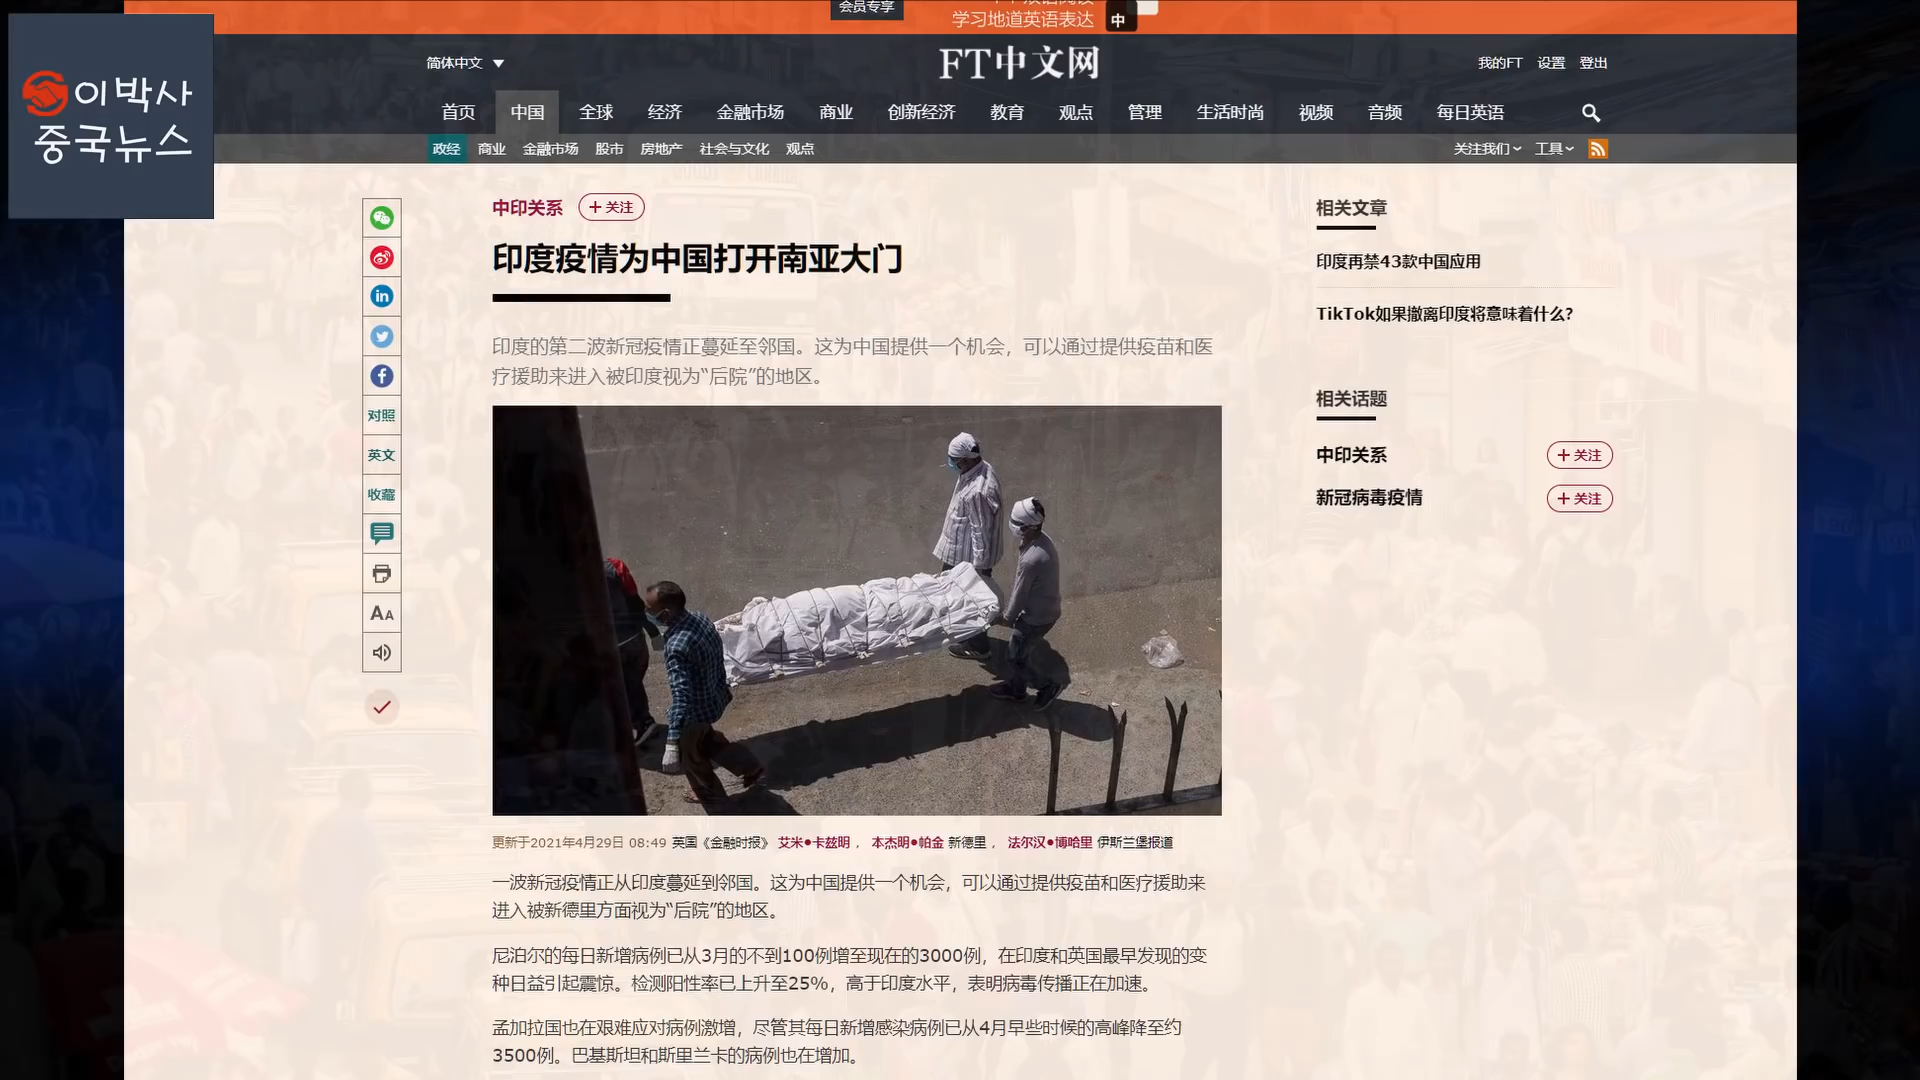 会员专享
学习地道英语表达
中
이박사
중국뉴스
简体中文
FT中文网
我的FT 设置 登出
首页 中国 全球 经济 金融市场 商业 创新经济 教育 观点 管理 生活时尚 视频 音频 每日英语
政经 商业 金融市场 股市 房地产 社会与文化 观点
关注我们 工具
中印关系
+ 关注
印度疫情为中国打开南亚大门
印度的第二波新冠疫情正蔓延至邻国。这为中国提供一个机会，可以通过提供疫苗和医
疗援助来进入被印度视为“后院”的地区。
对照
英文
收藏
AA
更新于2021年4月29日 08:49 英国《金融时报》 艾米•卡兹明 ， 本杰明•帕金 新德里 ， 法尔汉•博哈里 伊斯兰堡报道
一波新冠疫情正从印度蔓延到邻国。这为中国提供一个机会，可以通过提供疫苗和医疗援助来
进入被新德里方面视为“后院”的地区。
尼泊尔的每日新增病例已从3月的不到100例增至现在的3000例，在印度和英国最早发现的变
种日益引起震惊。检测阳性率已上升至25%，高于印度水平，表明病毒传播正在加速。
孟加拉国也在艰难应对病例激增，尽管其每日新增感染病例已从4月早些时候的高峰降至约
3500例。巴基斯坦和斯里兰卡的病例也在增加。
相关文章
印度再禁43款中国应用
TikTok如果撤离印度将意味着什么?
相关话题
中印关系
+ 关注
新冠病毒疫情
+ 关注